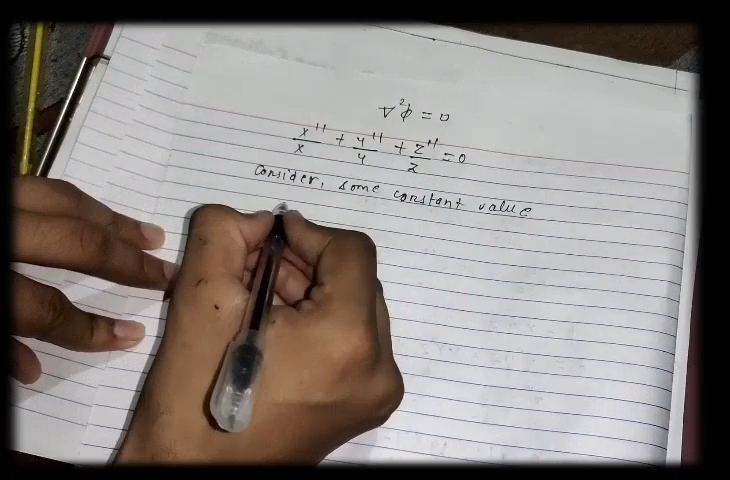 ∇²φ = 0
x''/x + y''/y + z''/z = 0
consider, some constant value